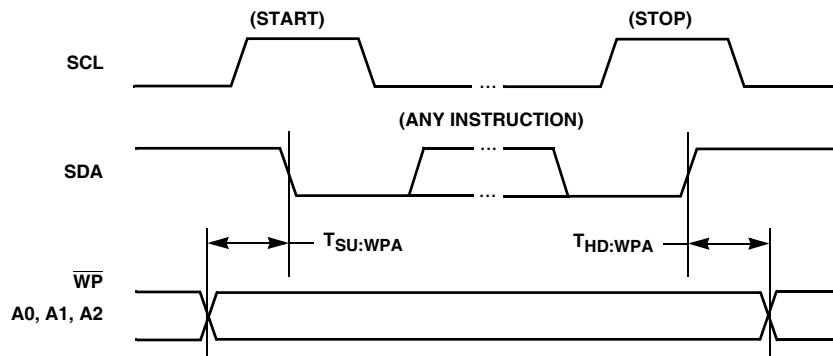 (START)
(STOP)
SCL
...
(ANY INSTRUCTION)
...
SDA
...
TSU:WPA
THD:WPA
WP
A0, A1, A2